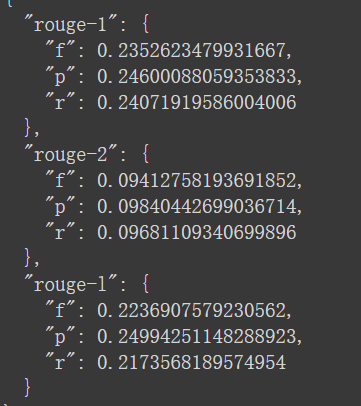 {
"rouge-1": {
"f": 0.2352623479931667,
"p": 0.24600088059353833,
"r": 0.24071919586004006
},
"rouge-2": {
"f": 0.09412758193691852,
"p": 0.09840442699036714,
"r": 0.09681109340699896
},
"rouge-l": {
"f": 0.2236907579230562,
"p": 0.24994251148288923,
"r": 0.2173568189574954
}
}